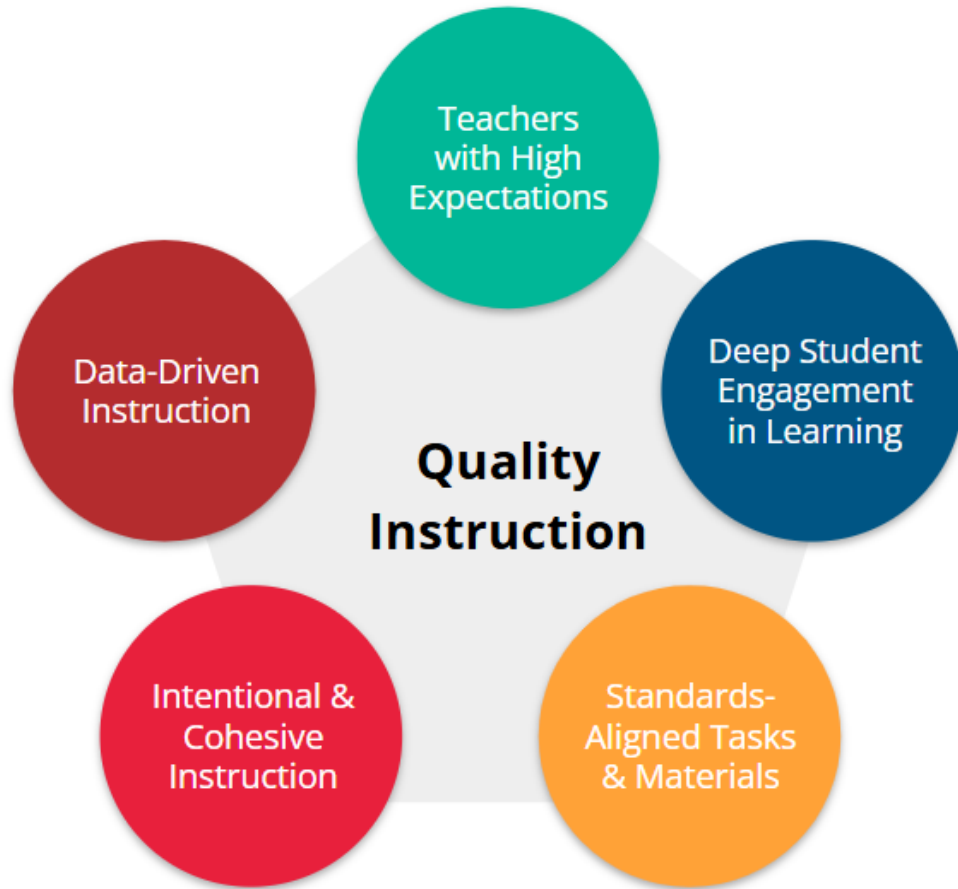 Teachers
with High
Expectations
Data-Driven
Instruction
Deep Student
Engagement
in Learning
Quality
Instruction
Intentional &
Cohesive
Instruction
Standards-
Aligned Tasks
& Materials